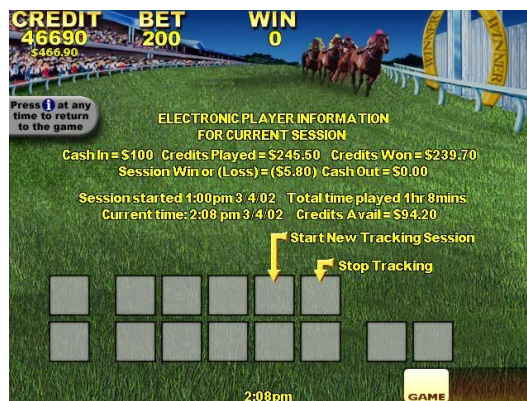 CREDIT BET WIN
46690 200 0
$466.90
WINNER WINNER
Press i at any
time to return
to the game
ELECTRONIC PLAYER INFORMATION
FOR CURRENT SESSION
Cash In = $100 Credits Played = $245.50 Credits Won = $239.70
Session Win or (Loss) = ($5.80) Cash Out = $0.00
Session started 1:00pm 3/4/02 Total time played 1hr 8mins
Current time: 2:08 pm 3/4/02 Credits Avail = $94.20
Start New Tracking Session
Stop Tracking
2:08pm
GAME